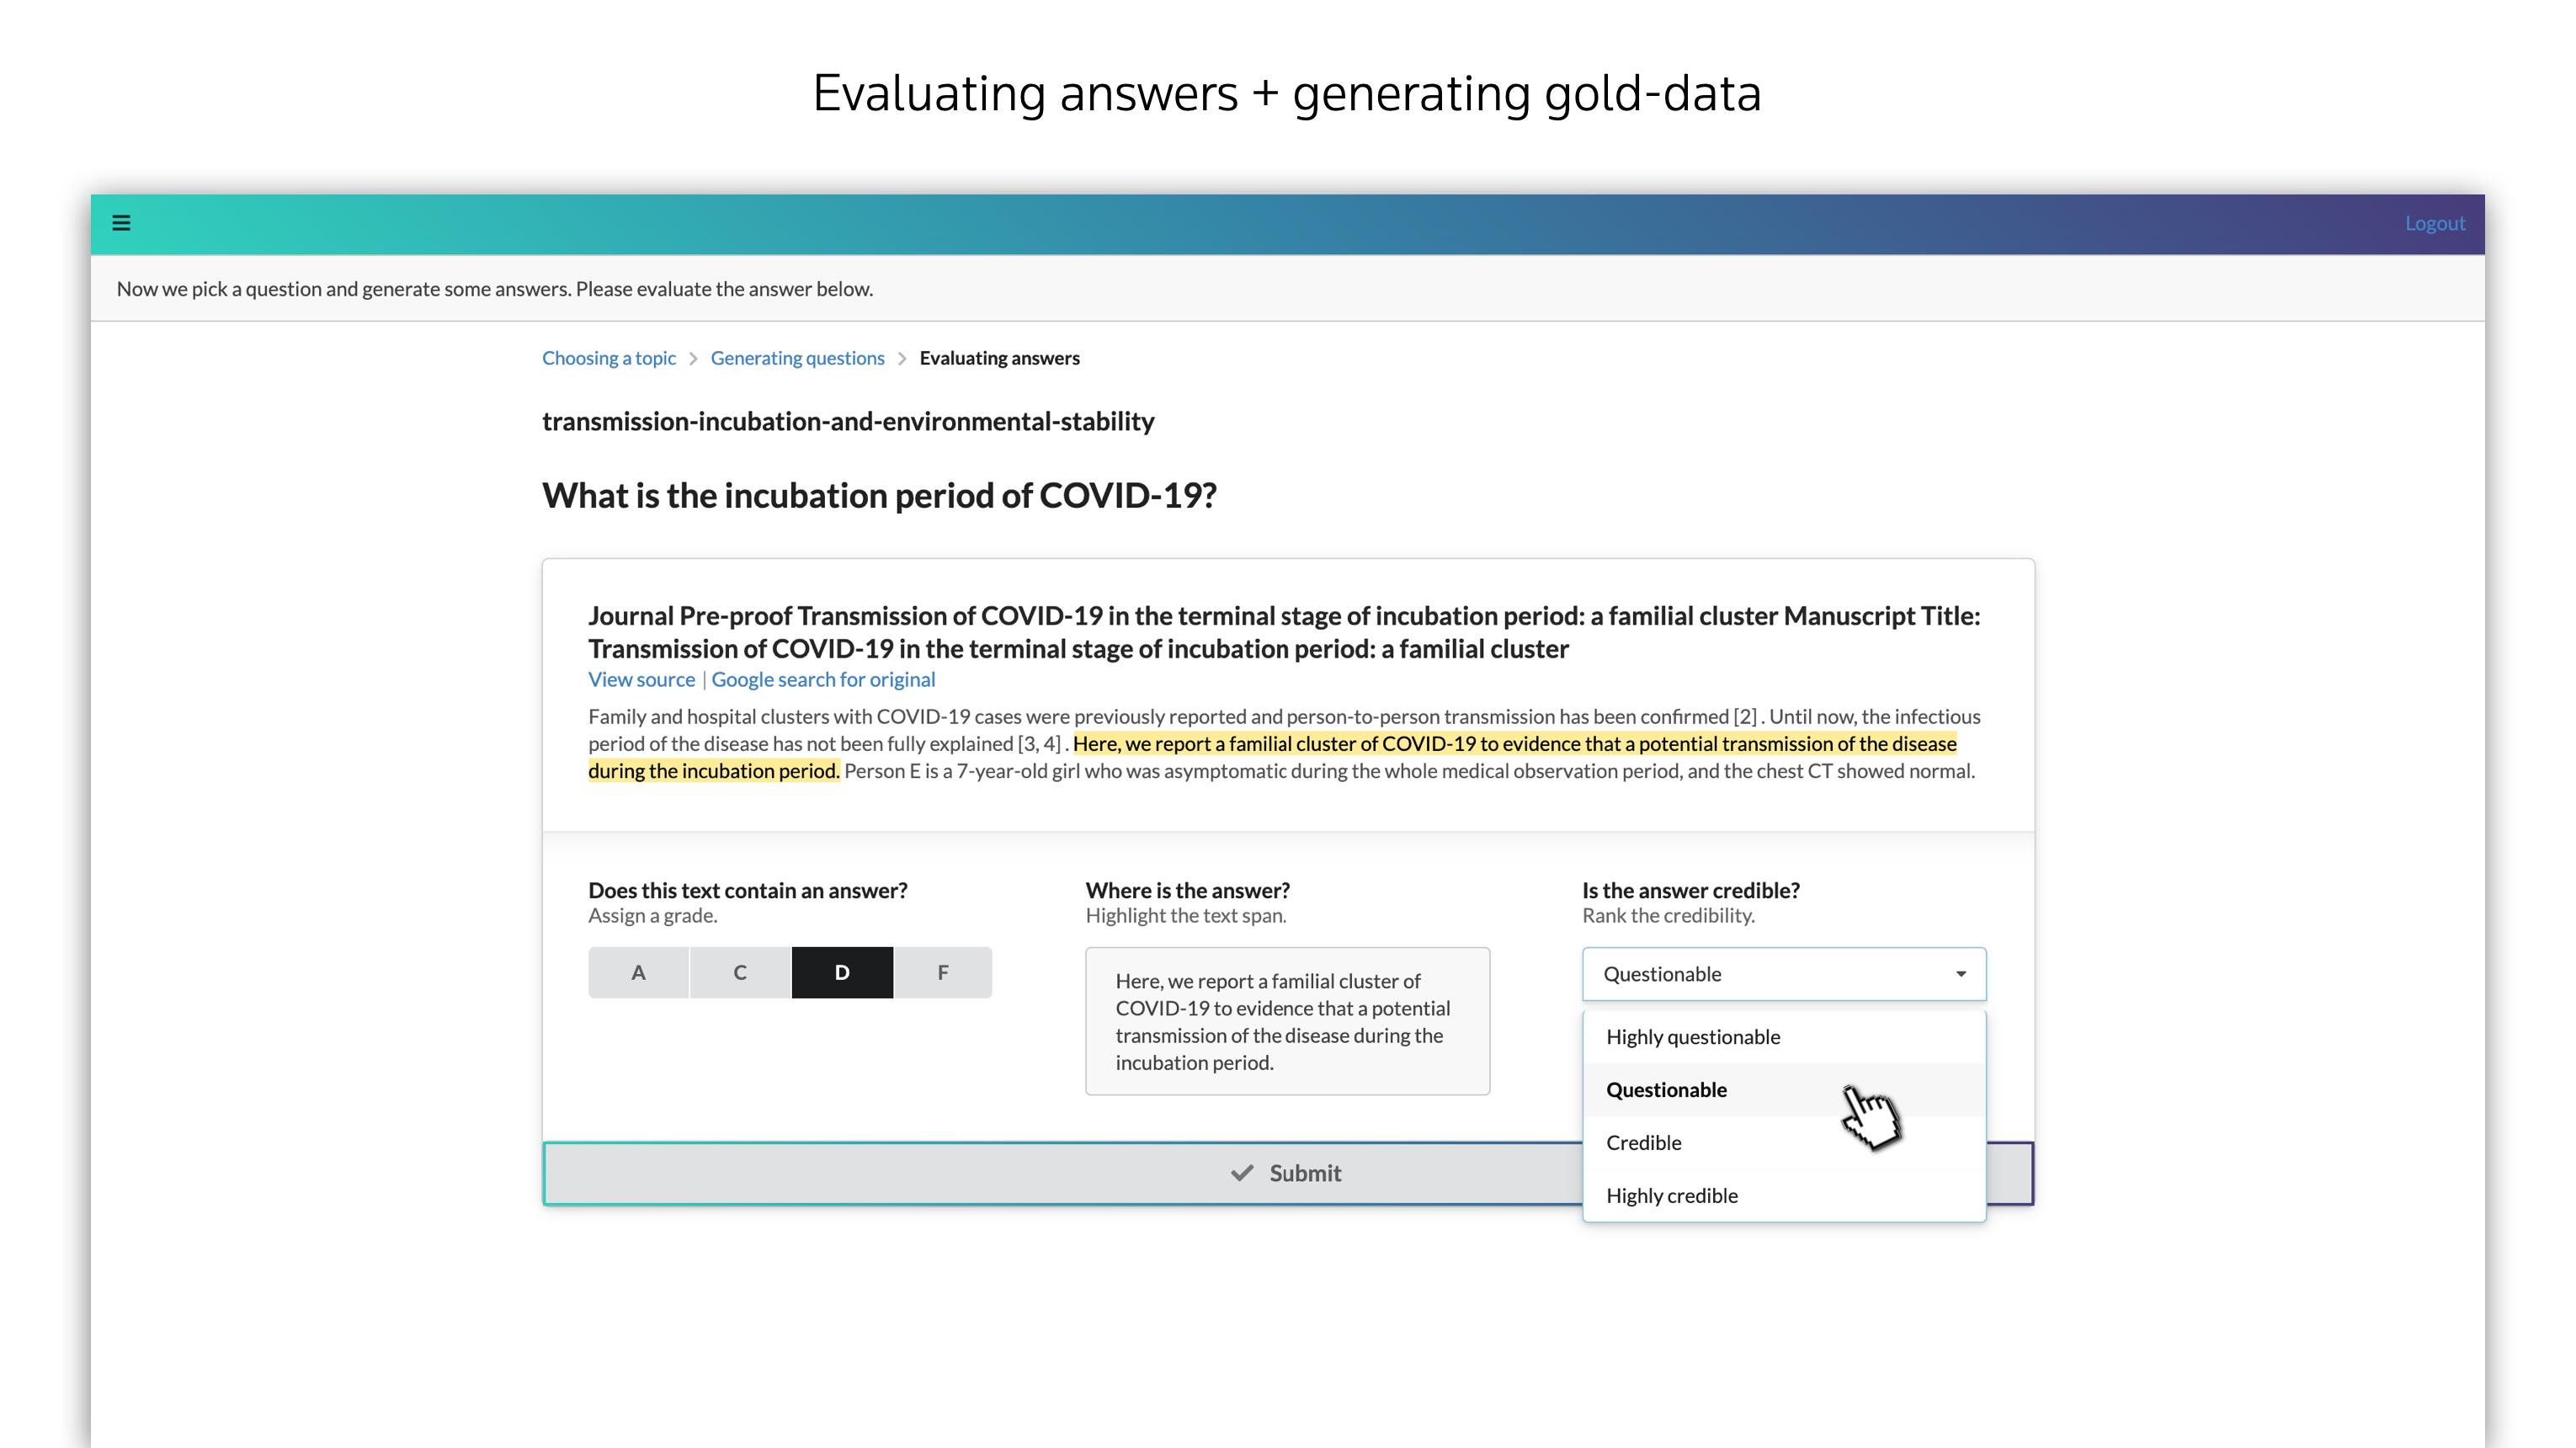 Evaluating answers + generating gold-data
Logout
Now we pick a question and generate some answers. Please evaluate the answer below.
Choosing a topic > Generating questions > Evaluating answers
transmission-incubation-and-environmental-stability
What is the incubation period of COVID-19?
Journal Pre-proof Transmission of COVID-19 in the terminal stage of incubation period: a familial cluster Manuscript Title:
Transmission of COVID-19 in the terminal stage of incubation period: a familial cluster
View source | Google search for original
Family and hospital clusters with COVID-19 cases were previously reported and person-to-person transmission has been confirmed [2] . Until now, the infectious
period of the disease has not been fully explained [3, 4] . Here, we report a familial cluster of COVID-19 to evidence that a potential transmission of the disease
during the incubation period. Person E is a 7-year-old girl who was asymptomatic during the whole medical observation period, and the chest CT showed normal.
Does this text contain an answer?
Assign a grade.
A C D F
Where is the answer?
Highlight the text span.
Here, we report a familial cluster of
COVID-19 to evidence that a potential
transmission of the disease during the
incubation period.
Is the answer credible?
Rank the credibility.
Questionable
Highly questionable
Questionable
Credible
Highly credible
Submit